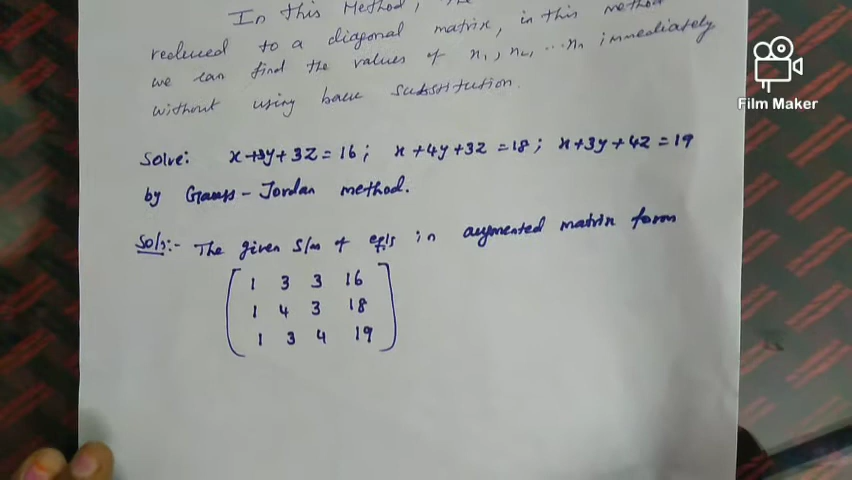 In this Method, the
reduced to a diagonal matrix, in this method
we can find the values of x₁, x₂, ...xₙ immediately
without using back substitution.
Film Maker
Solve: x+3y+3z=16; x+4y+3z=18; x+3y+4z=19
by Gauss-Jordan method.
Soln:- The given S/m of eq/s in augmented matrix form
1 3 3 16
1 4 3 18
1 3 4 19